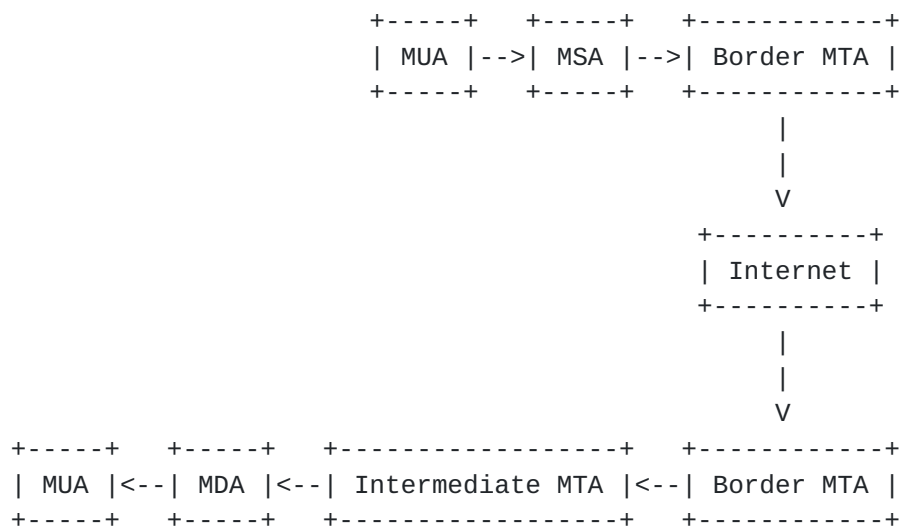 +-----+   +-----+   +------------+
| MUA |-->| MSA |-->| Border MTA |
+-----+   +-----+   +------------+
|
|
V
+----------+
| Internet |
+----------+
|
|
V
+-----+   +-----+   +------------------+   +------------+
| MUA |<--| MDA |<--| Intermediate MTA |<--| Border MTA |
+-----+   +-----+   +------------------+   +------------+